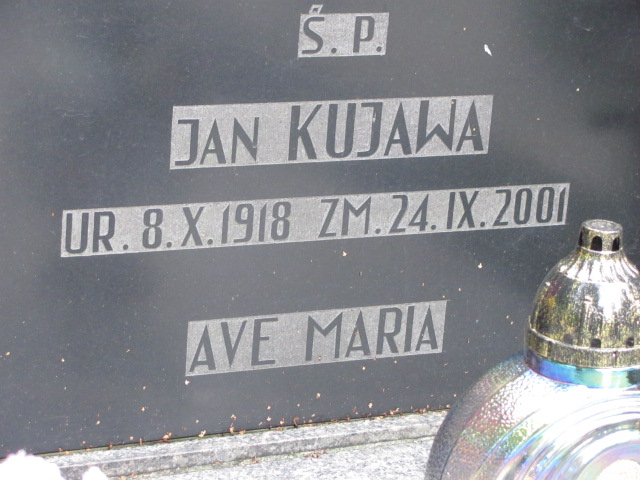 Ś. P.
JAN KUJAWA
UR. 8. X. 1918 ZM. 24. IX. 2001
AVE MARIA